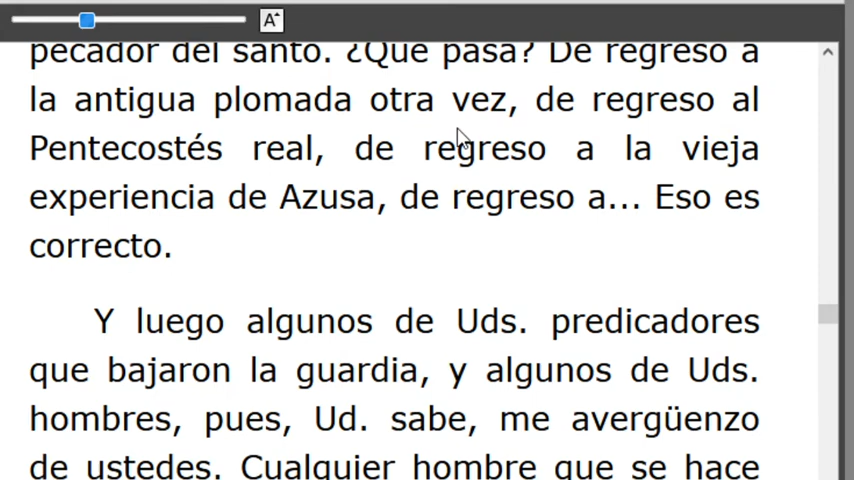 A
pecador del santo. ¿Qué pasa? De regreso a
la antigua plomada otra vez, de regreso al
Pentecostés real, de regreso a la vieja
experiencia de Azusa, de regreso a… Eso es
correcto.
Y luego algunos de Uds. predicadores
que bajaron la guardia, y algunos de Uds.
hombres, pues, Ud. sabe, me avergüenzo
de ustedes. Cualquier hombre que se hace